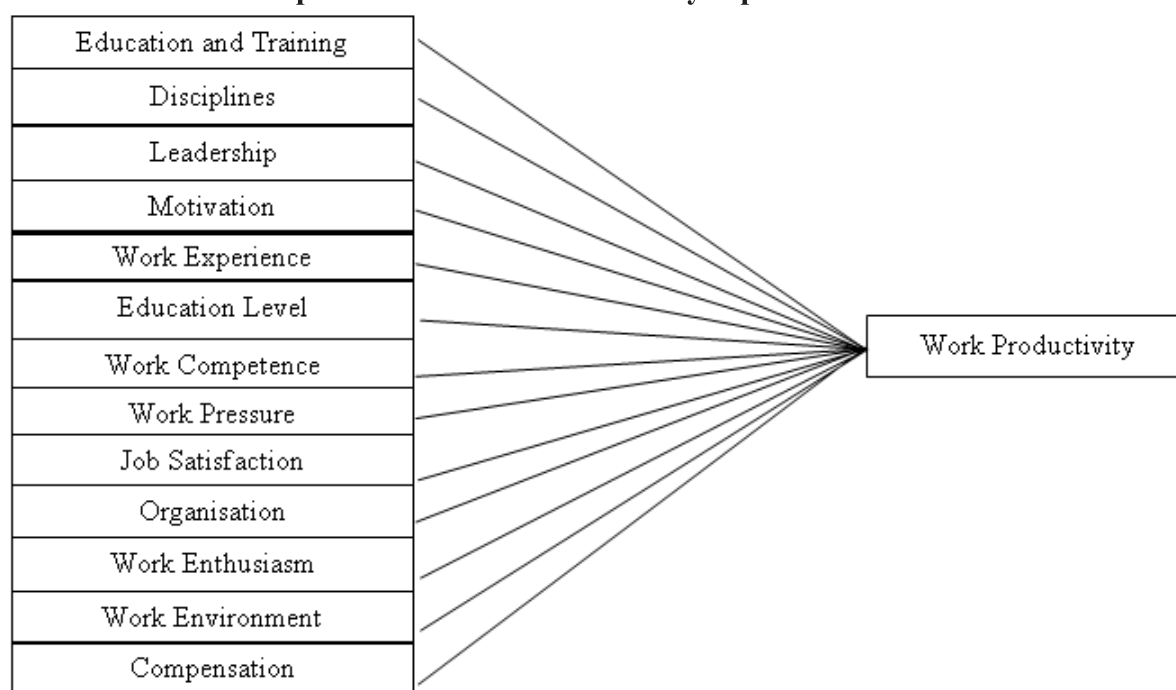 Education and Training
Disciplines
Leadership
Motivation
Work Experience
Education Level
Work Competence
Work Pressure
Job Satisfaction
Organisation
Work Enthusiasm
Work Environment
Compensation
Work Productivity